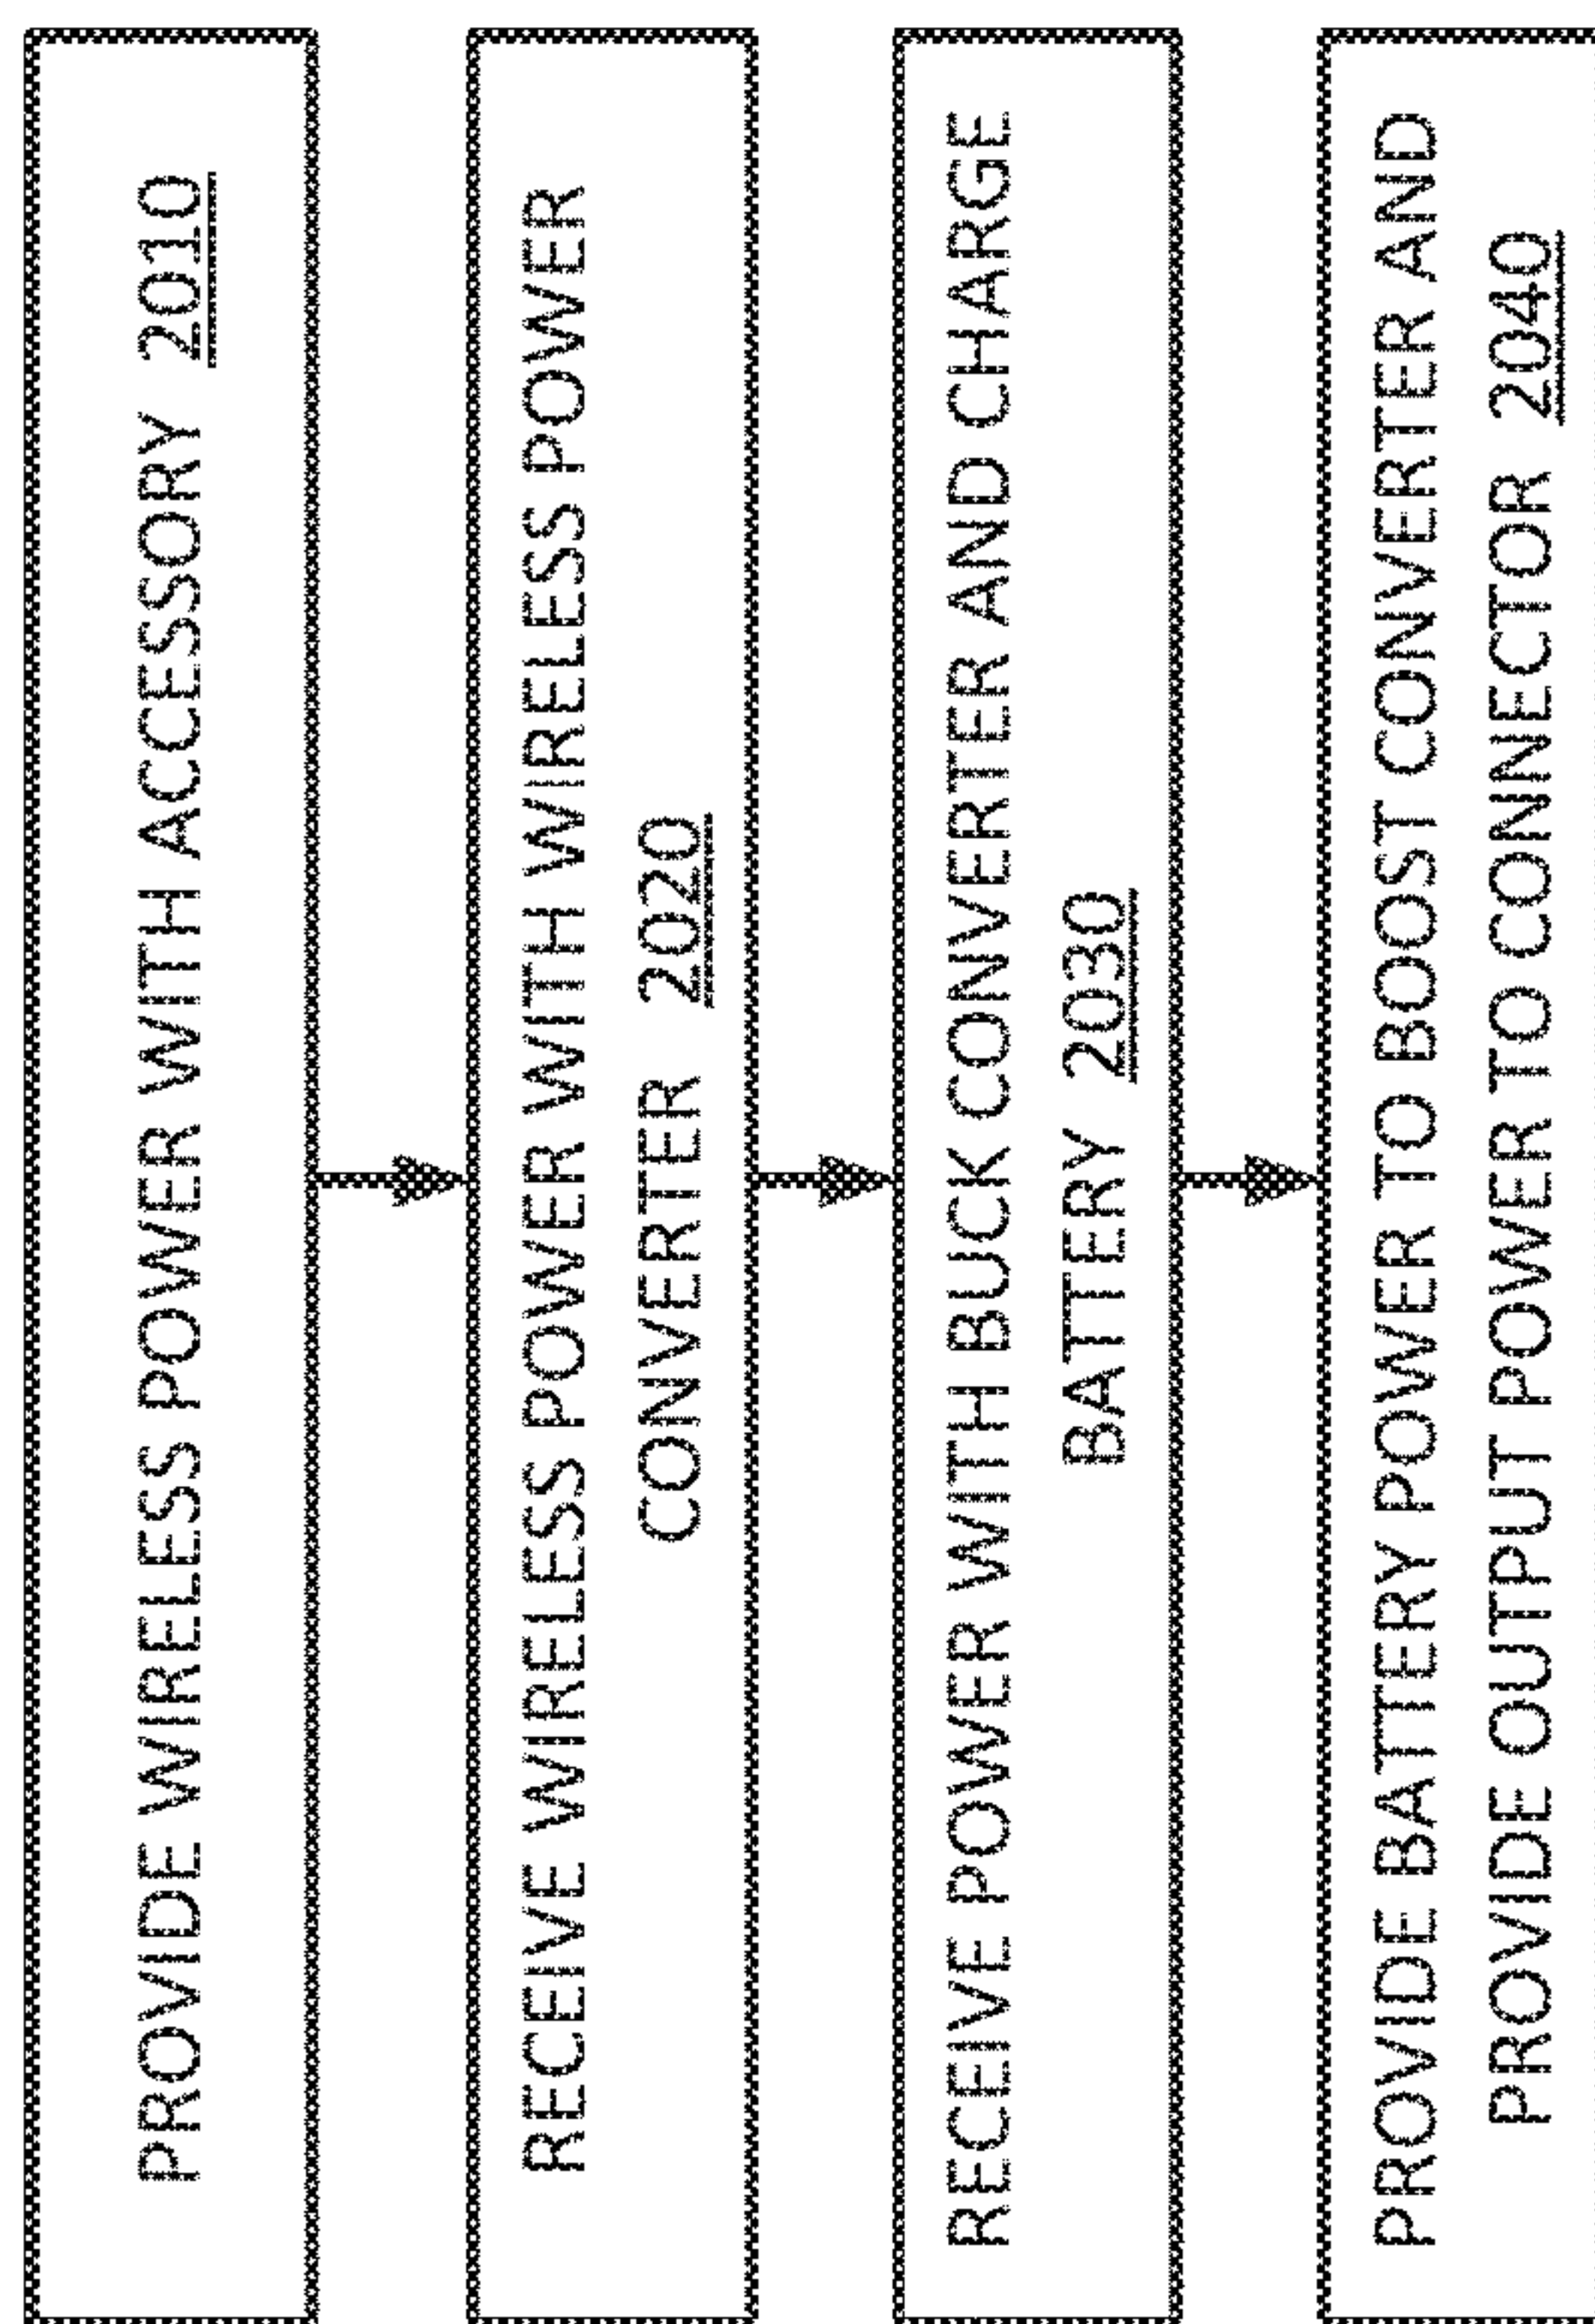 PROVIDE WIRELESS POWER WITH ACCESSORY 2010
RECEIVE WIRELESS POWER WITH WIRELESS POWER
CONVERTER 2020
RECEIVE POWER WITH BUCK CONVERTER AND CHARGE
BATTERY 2030
PROVIDE BATTERY POWER TO BOOST CONVERTER AND
PROVIDE OUTPUT POWER TO CONNECTOR 2040